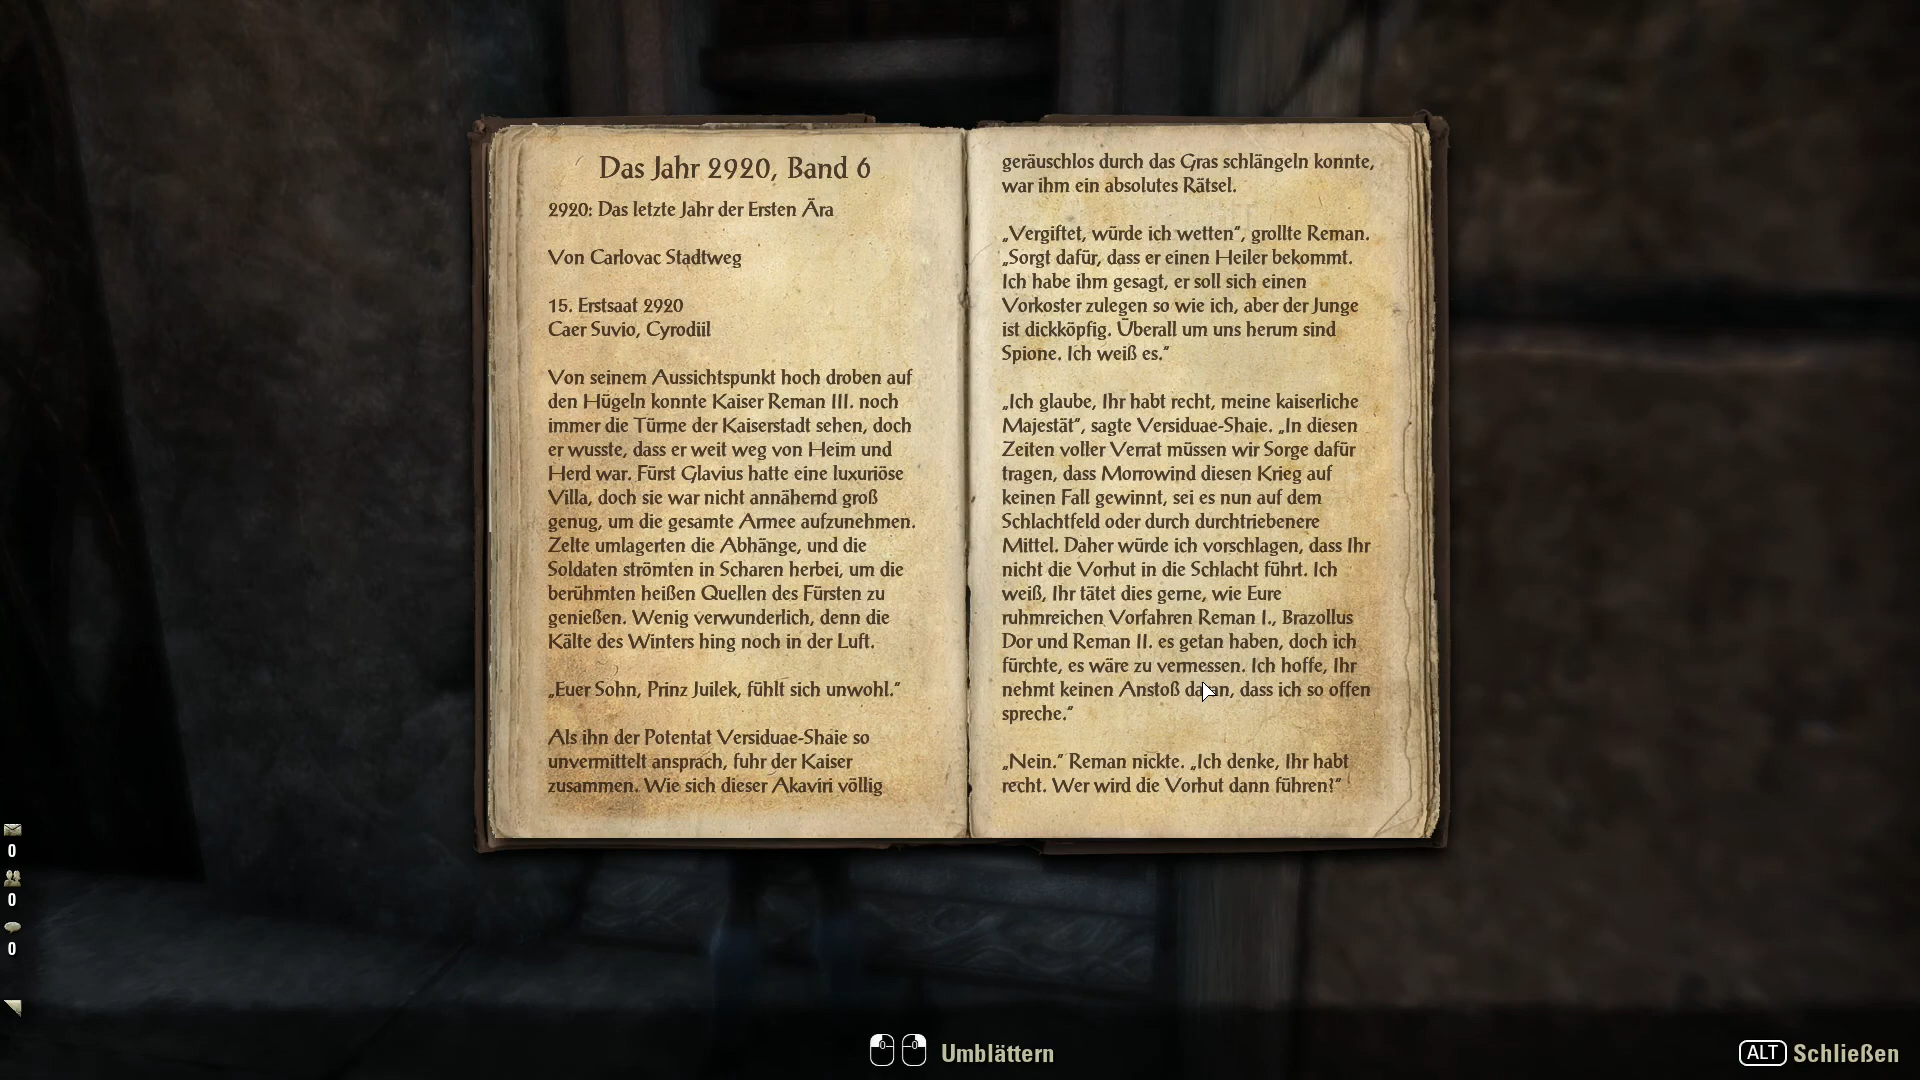 Das Jahr 2920, Band 6
2920: Das letzte Jahr der Ersten Ära
Von Carlovac Stadtweg
15. Erstsaat 2920
Caer Suvio, Cyrodiil
Von seinem Aussichtspunkt hoch droben auf
den Hügeln konnte Kaiser Reman III. noch
immer die Türme der Kaiserstadt sehen, doch
er wusste, dass er weit weg von Heim und
Herd war. Fürst Glavius hatte eine luxuriöse
Villa, doch sie war nicht annähernd groß
genug, um die gesamte Armee aufzunehmen.
Zelte umlagerten die Abhänge, und die
Soldaten strömten in Scharen herbei, um die
berühmten heißen Quellen des Fürsten zu
genießen. Wenig verwunderlich, denn die
Kälte des Winters hing noch in der Luft.
„Euer Sohn, Prinz Juilek, fühlt sich unwohl.“
Als ihn der Potentat Versiduae-Shaie so
unvermittelt ansprach, fuhr der Kaiser
zusammen. Wie sich dieser Akaviri völlig
geräuschlos durch das Gras schlängeln konnte,
war ihm ein absolutes Rätsel.
„Vergiftet, würde ich wetten“, grollte Reman.
„Sorgt dafür, dass er einen Heiler bekommt.
Ich habe ihm gesagt, er soll sich einen
Vorkoster zulegen so wie ich, aber der Junge
ist dickköpfig. Überall um uns herum sind
Spione. Ich weiß es.“
„Ich glaube, Ihr habt recht, meine kaiserliche
Majestät“, sagte Versiduae-Shaie. „In diesen
Zeiten voller Verrat müssen wir Sorge dafür
tragen, dass Morrowind diesen Krieg auf
keinen Fall gewinnt, sei es nun auf dem
Schlachtfeld oder durch durchtriebenere
Mittel. Daher würde ich vorschlagen, dass Ihr
nicht die Vorhut in die Schlacht führt. Ich
weiß, Ihr tätet dies gerne, wie Eure
ruhmreichen Vorfahren Reman I., Brazollus
Dor und Reman II. es getan haben, doch ich
fürchte, es wäre zu vermessen. Ich hoffe, Ihr
nehmt keinen Anstoß daran, dass ich so offen
spreche.“
„Nein.“ Reman nickte. „Ich denke, Ihr habt
recht. Wer wird die Vorhut dann führen?“
0
0
0
Umblättern
ALT Schließen